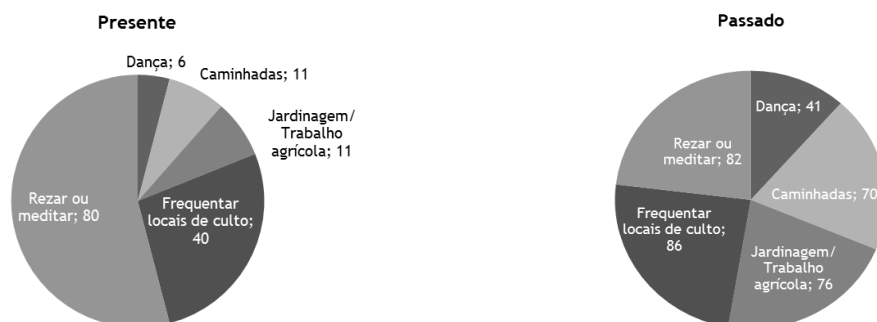 Presente
Dança; 6
Caminhadas; 11
Jardinagem/
Trabalho
agrícola; 11
Frequentar
locais de culto;
40
Rezar ou
meditar; 80
Passado
Dança; 41
Caminhadas; 70
Jardinagem/
Trabalho
agrícola; 76
Frequentar
locais de culto;
86
Rezar ou
meditar; 82